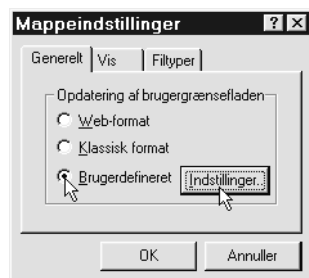 Mappeindstillinger
Generelt Vis Filtyper
Opdatering af brugergrænsefladen
Web-format
Klassisk format
Brugerdefineret Indstillinger..
OK Annuller